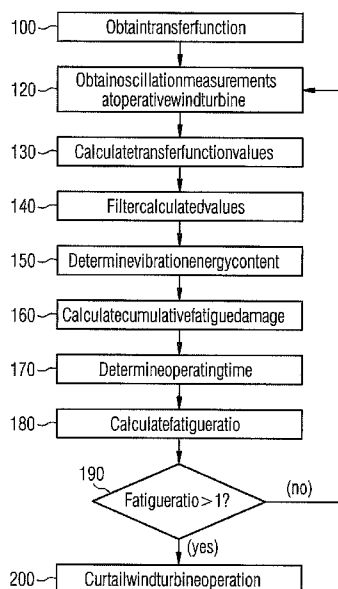 100
Obtaintransferfunction
120
Obtainoscillationmeasurements
atoperativewindturbine
130
Calculatetransferfunctionvalues
140
Filtercalculatedvalues
150
Determinevibrationenergycontent
160
Calculatecumulativefatiguedamage
170
Determineoperatingtime
180
Calculatefatigueratio
190
Fatigueratio>1?
(no)
(yes)
200
Curtailwindturbineoperation